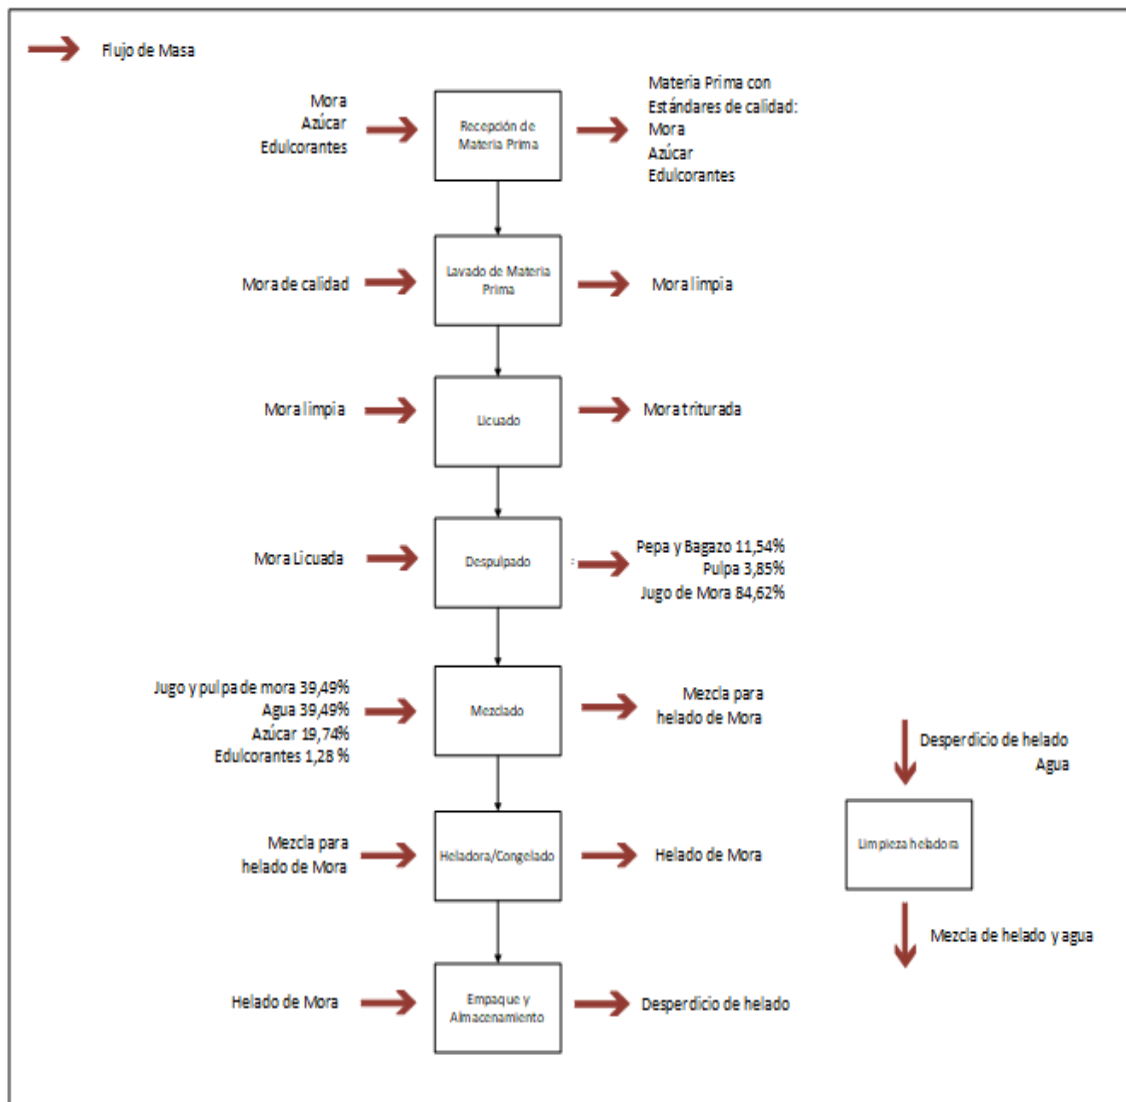 Flujo de Masa
Mora
Azúcar
Edulcorantes
Recepción de
Materia Prima
Materia Prima con
Estándares de calidad:
Mora
Azúcar
Edulcorantes
Mora de calidad
Lavado de Materia
Prima
Mora limpia
Mora limpia
Licuado
Mora triturada
Mora Licuada
Despulpado
:
Pepa y Bagazo 11,54%
Pulpa 3,85%
Jugo de Mora 84,62%
Jugo y pulpa de mora 39,49%
Agua 39,49%
Azúcar 19,74%
Edulcorantes 1,28 %
Mezclado
Mezcla para
helado de Mora
Desperdicio de helado
Agua
Limpieza heladora
Mezcla de helado y agua
Mezcla para
helado de Mora
Heladora/Congelado
Helado de Mora
Helado de Mora
Empaque y
Almacenamiento
Desperdicio de helado